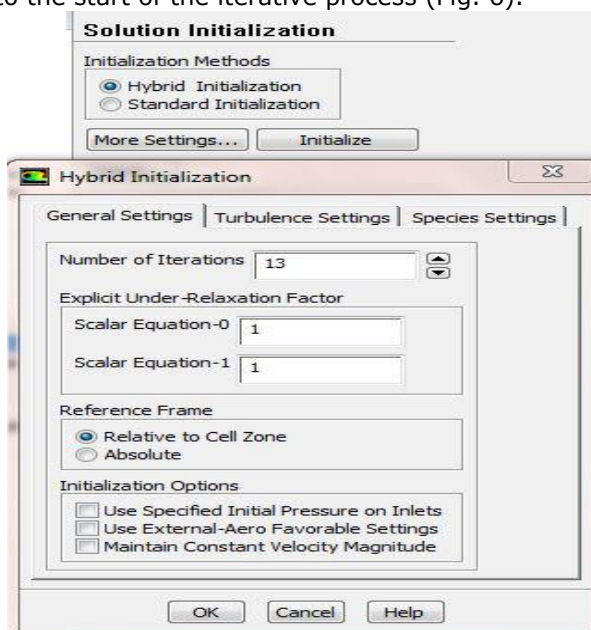 to the start of the iterative process (Fig. 6).
Solution Initialization
Initialization Methods
Hybrid Initialization
Standard Initialization
More Settings... Initialize
Hybrid Initialization
General Settings Turbulence Settings Species Settings
Number of Iterations 13
Explicit Under-Relaxation Factor
Scalar Equation-0 1
Scalar Equation-1 1
Reference Frame
Relative to Cell Zone
Absolute
Initialization Options
Use Specified Initial Pressure on Inlets
Use External-Aero Favorable Settings
Maintain Constant Velocity Magnitude
OK Cancel Help